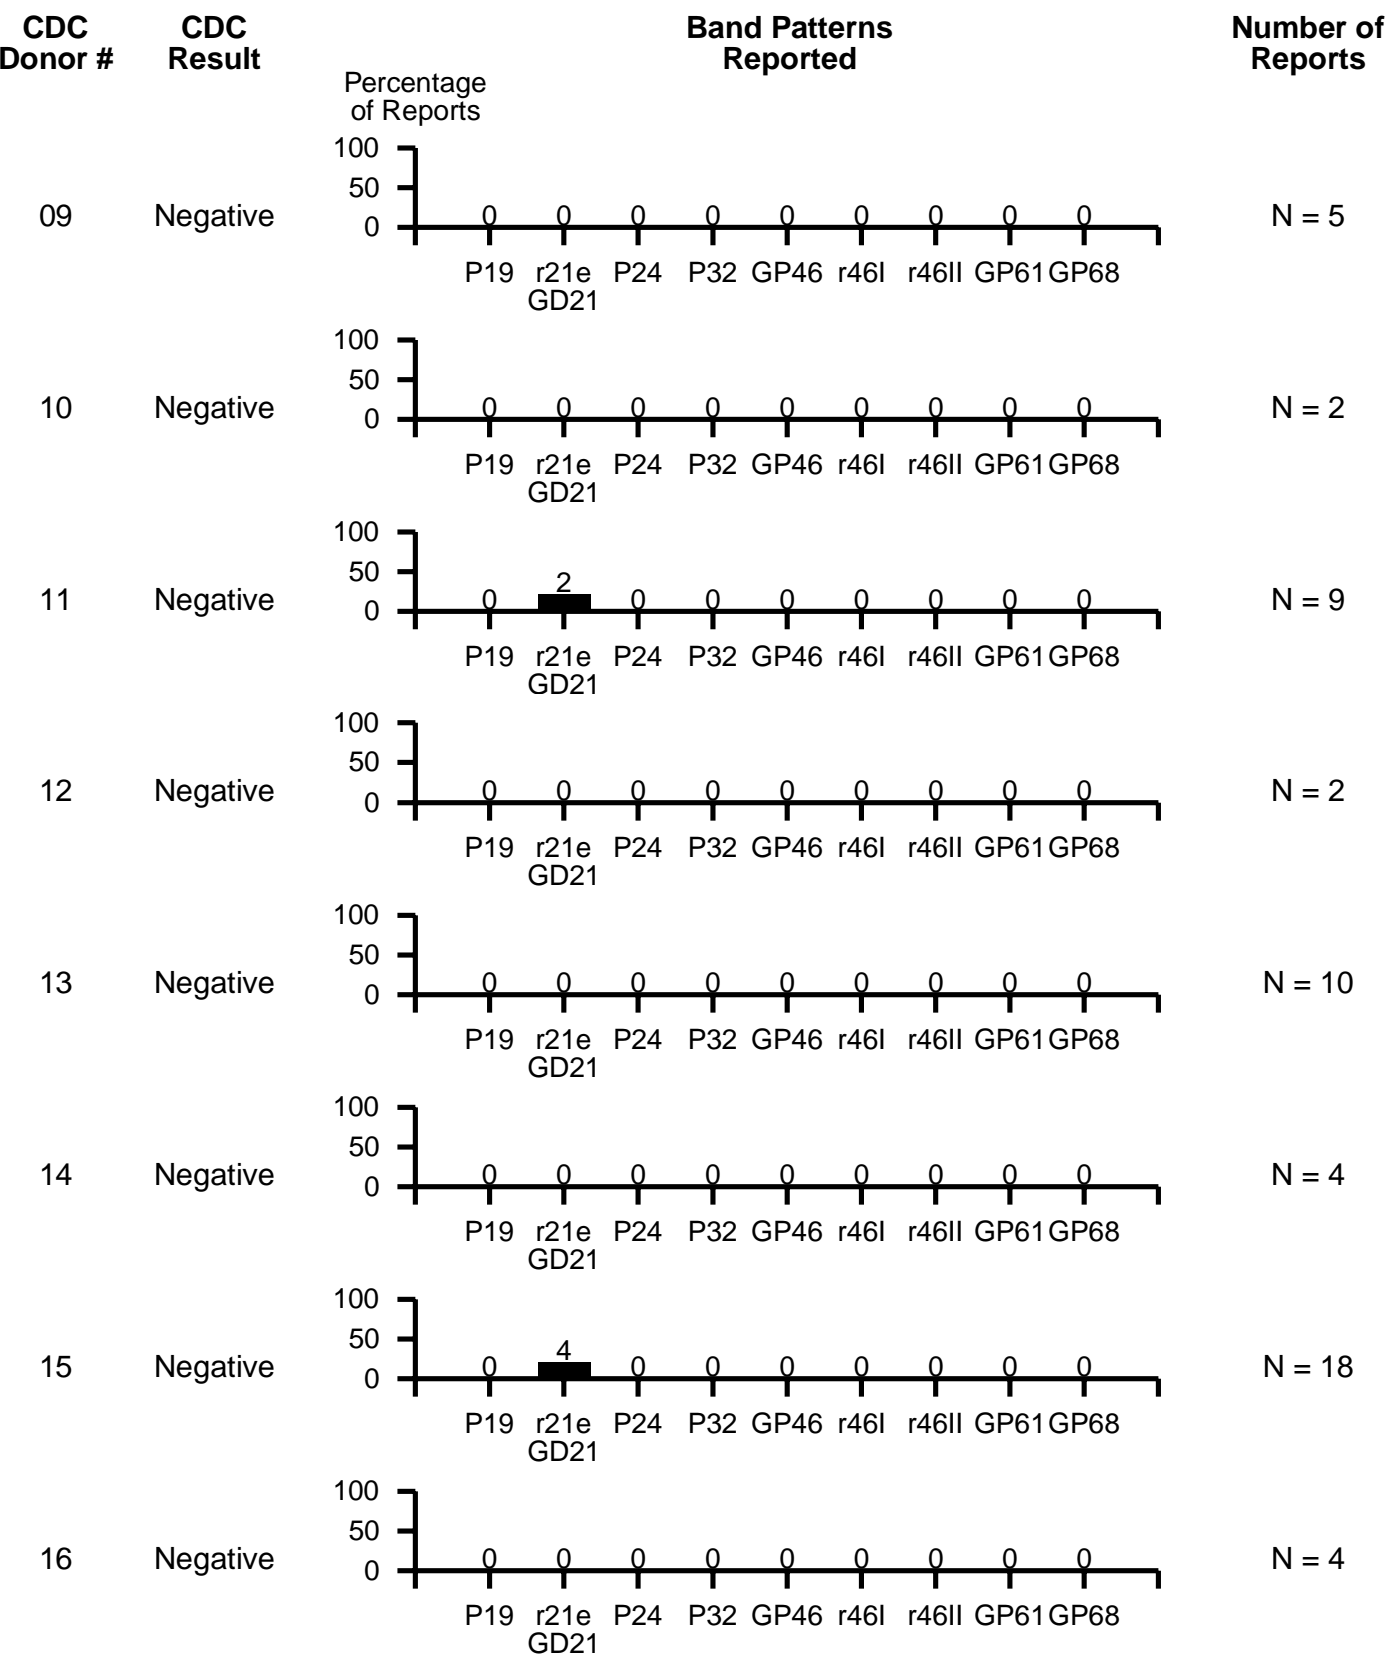 CDC CDC Band Patterns Number of
Donor # Result Reported Reports
Percentage
of Reports
100
50
09 Negative 0 0 0 0 0 0 0 0 0 N = 5
0
P19 r21e P24 P32 GP46 r46I r46II GP61 GP68
GD21
100
50
10 Negative 0 0 0 0 0 0 0 0 0 N = 2
0
P19 r21e P24 P32 GP46 r46I r46II GP61 GP68
GD21
100
50
2
11 Negative 0 0 0 0 0 0 0 0 N = 9
0
P19 r21e P24 P32 GP46 r46I r46II GP61 GP68
GD21
100
50
12 Negative 0 0 0 0 0 0 0 0 0 N = 2
0
P19 r21e P24 P32 GP46 r46I r46II GP61 GP68
GD21
100
50
13 Negative 0 0 0 0 0 0 0 0 0 N = 10
0
P19 r21e P24 P32 GP46 r46I r46II GP61 GP68
GD21
100
50
14 Negative 0 0 0 0 0 0 0 0 0 N = 4
0
P19 r21e P24 P32 GP46 r46I r46II GP61 GP68
GD21
100
50
4
15 Negative 0 0 0 0 0 0 0 0 N = 18
0
P19 r21e P24 P32 GP46 r46I r46II GP61 GP68
GD21
100
50
16 Negative 0 0 0 0 0 0 0 0 0 N = 4
0
P19 r21e P24 P32 GP46 r46I r46II GP61 GP68
GD21